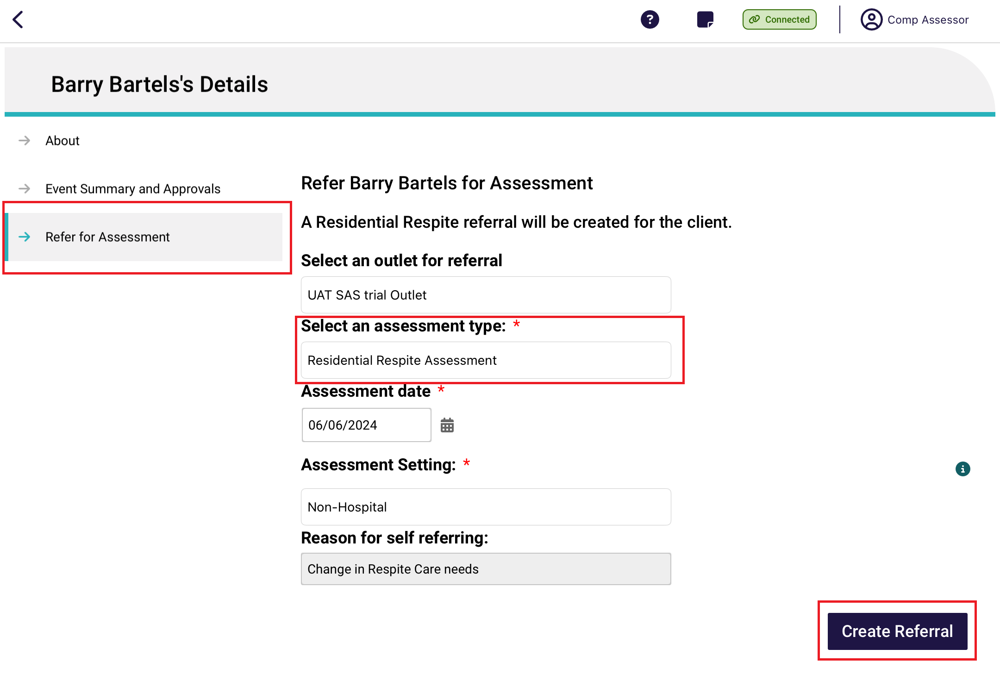 Connected
Comp Assessor
Barry Bartels's Details
About
Event Summary and Approvals
Refer for Assessment
Refer Barry Bartels for Assessment
A Residential Respite referral will be created for the client.
Select an outlet for referral
UAT SAS trial Outlet
Select an assessment type: *
Residential Respite Assessment
Assessment date *
06/06/2024
Assessment Setting: *
Non-Hospital
Reason for self referring:
Change in Respite Care needs
Create Referral